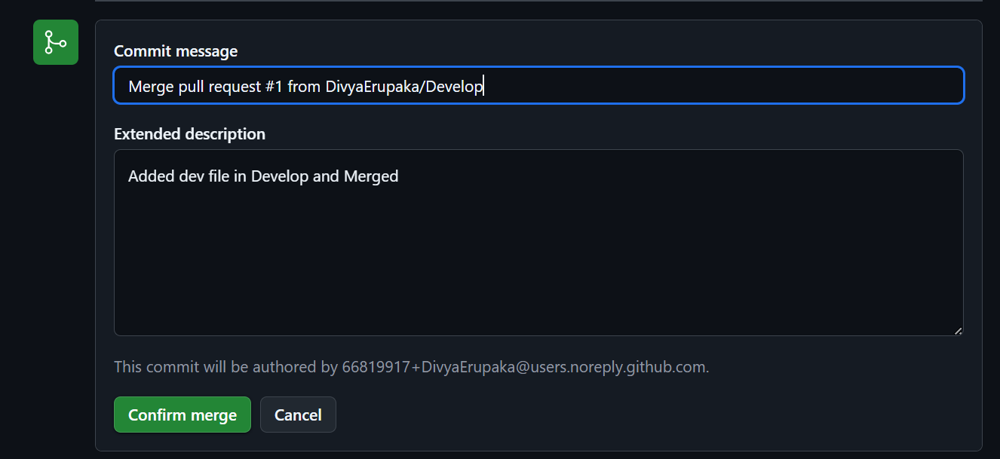 Commit message
Merge pull request #1 from DivyaErupaka/Develop
Extended description
Added dev file in Develop and Merged
This commit will be authored by 66819917+DivyaErupaka@users.noreply.github.com.
Confirm merge
Cancel